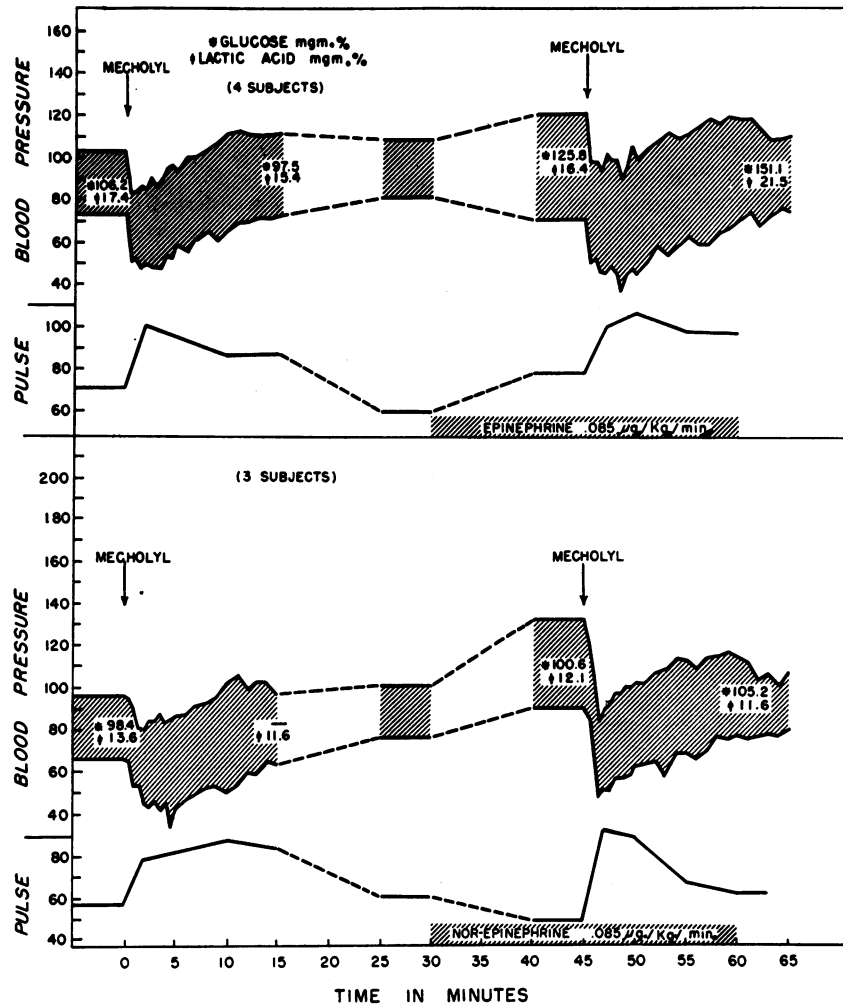 160
140
120
100
80
60
40
BLOOD PRESSURE
*GLUCOSE mgm.%
♦LACTIC ACID mgm.%
(4 SUBJECTS)
MECHOLYL
MECHOLYL
*106.2
♦17.4
*97.5
♦15.4
*125.8
♦16.4
*151.1
♦21.5
100
80
60
PULSE
EPINEPHRINE .085 µg/Kg/min.
200
180
160
140
130
100
80
60
40
BLOOD PRESSURE
(3 SUBJECTS)
MECHOLYL
MECHOLYL
*98.4
♦13.6
—
♦11.6
*100.6
♦12.1
*105.2
♦11.6
80
60
40
PULSE
NOR-EPINEPHRINE .085 µg/Kg/min.
0 5 10 15 20 25 30 35 40 45 50 55 60 65
TIME IN MINUTES